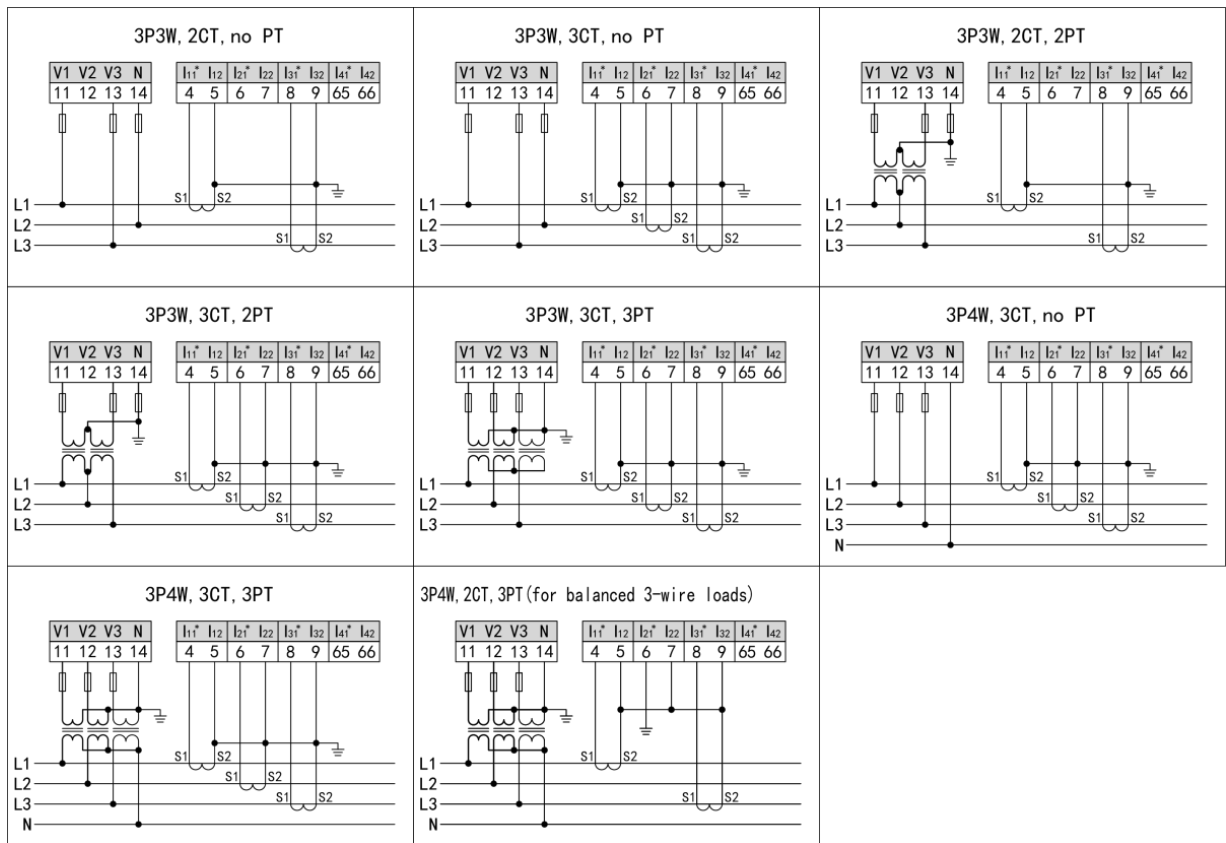 3P3W, 2CT, no PT
V1 V2 V3 N I11* I12 I21* I22 I31* I32 I41* I42
11 12 13 14 4 5 6 7 8 9 65 66
S1 S2
L1
L2
S1 S2
L3
3P3W, 3CT, no PT
V1 V2 V3 N I11* I12 I21* I22 I31* I32 I41* I42
11 12 13 14 4 5 6 7 8 9 65 66
S1 S2
L1
S1 S2
L2
S1 S2
L3
3P3W, 2CT, 2PT
V1 V2 V3 N I11* I12 I21* I22 I31* I32 I41* I42
11 12 13 14 4 5 6 7 8 9 65 66
S1 S2
L1
L2
S1 S2
L3
3P3W, 3CT, 2PT
V1 V2 V3 N I11* I12 I21* I22 I31* I32 I41* I42
11 12 13 14 4 5 6 7 8 9 65 66
S1 S2
L1
S1 S2
L2
S1 S2
L3
3P3W, 3CT, 3PT
V1 V2 V3 N I11* I12 I21* I22 I31* I32 I41* I42
11 12 13 14 4 5 6 7 8 9 65 66
S1 S2
L1
S1 S2
L2
S1 S2
L3
3P4W, 3CT, no PT
V1 V2 V3 N I11* I12 I21* I22 I31* I32 I41* I42
11 12 13 14 4 5 6 7 8 9 65 66
S1 S2
L1
S1 S2
L2
S1 S2
L3
N
3P4W, 3CT, 3PT
V1 V2 V3 N I11* I12 I21* I22 I31* I32 I41* I42
11 12 13 14 4 5 6 7 8 9 65 66
S1 S2
L1
S1 S2
L2
S1 S2
L3
N
3P4W, 2CT, 3PT(for balanced 3-wire loads)
V1 V2 V3 N I11* I12 I21* I22 I31* I32 I41* I42
11 12 13 14 4 5 6 7 8 9 65 66
S1 S2
L1
L2
S1 S2
L3
N